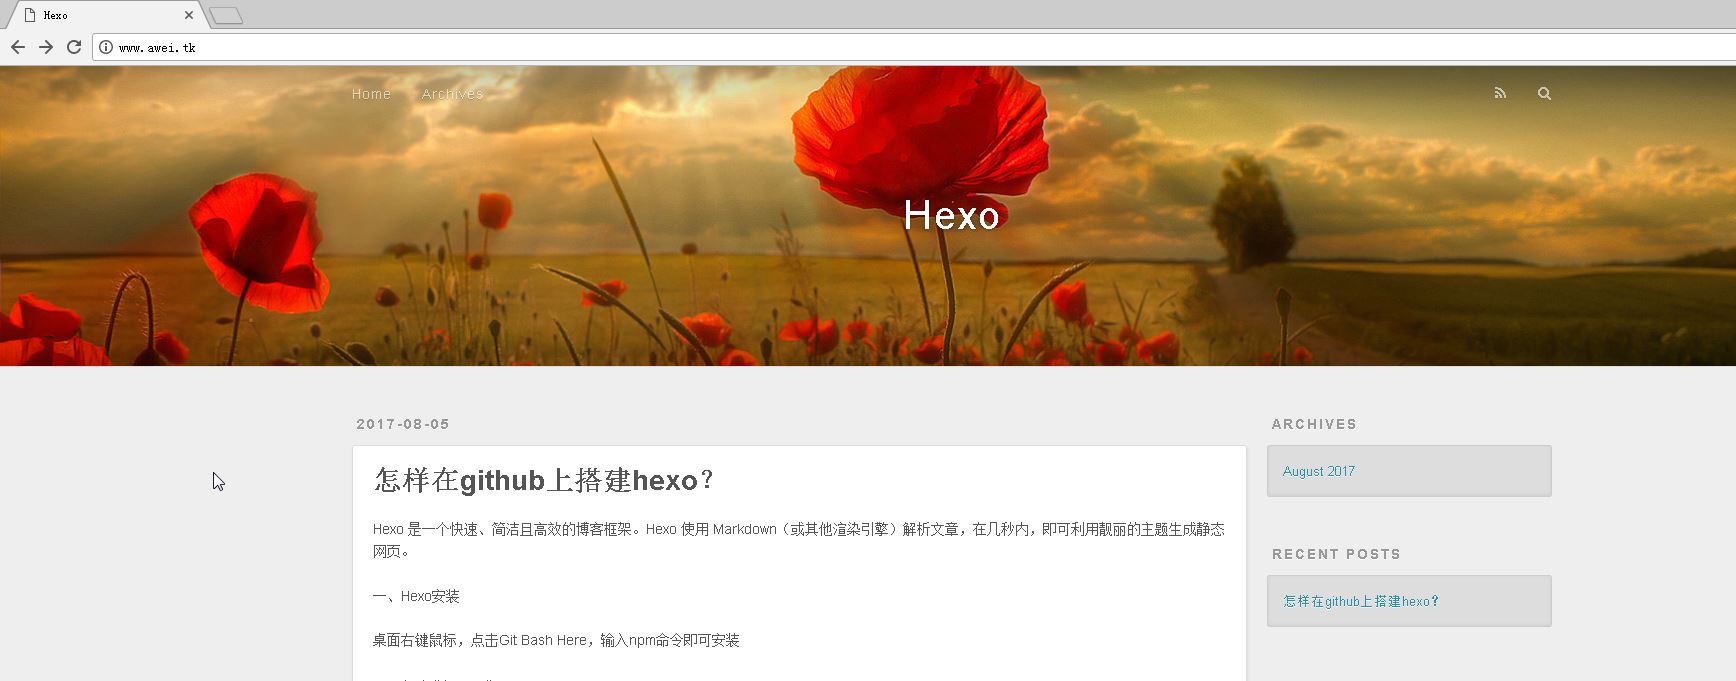 Hexo
www.awei.tk
Home Archives
Hexo
2017-08-05
怎样在github上搭建hexo?
Hexo 是一个快速、简洁且高效的博客框架。Hexo 使用 Markdown（或其他渲染引擎）解析文章，在几秒内，即可利用靓丽的主题生成静态
网页。
一、Hexo安装
桌面右键鼠标，点击Git Bash Here，输入npm命令即可安装
ARCHIVES
August 2017
RECENT POSTS
怎样在github上搭建hexo?